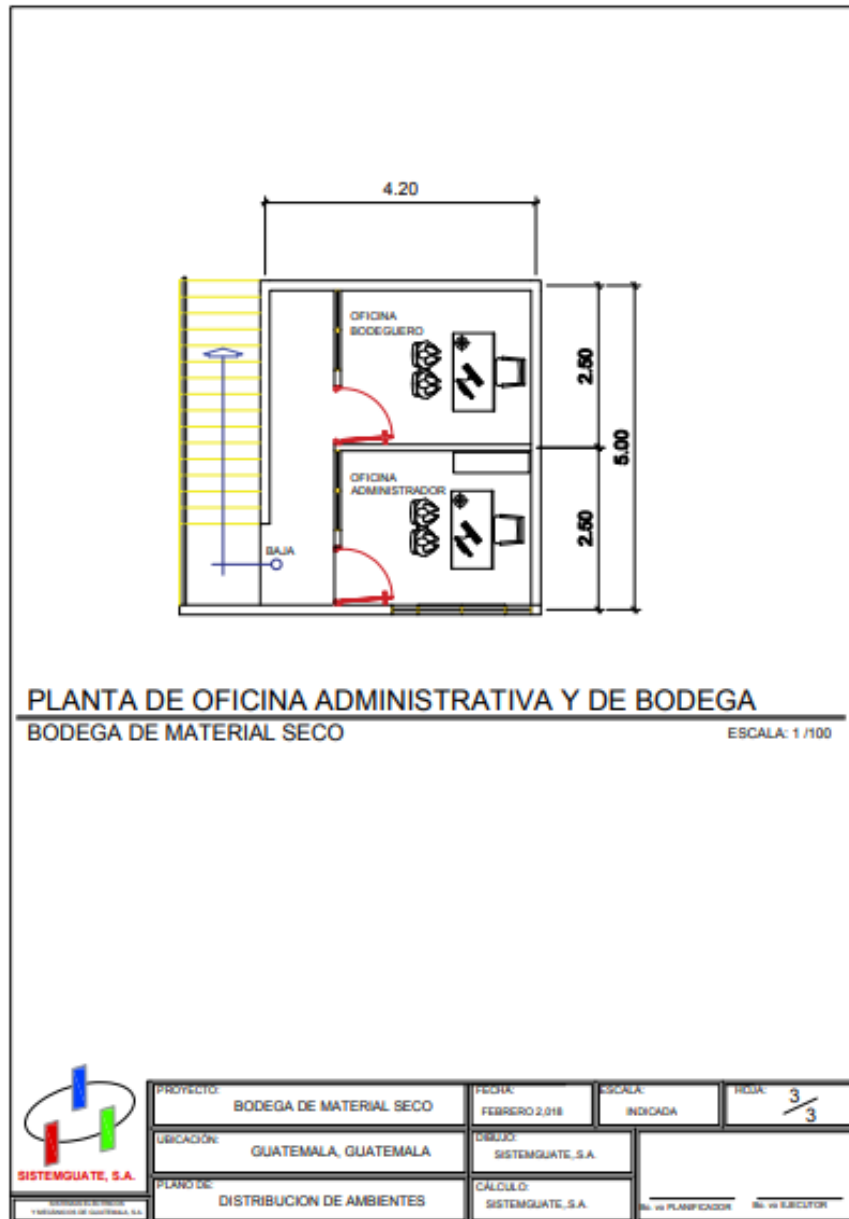 4.20
OFICINA
BODEGUERO
2.50
5.00
OFICINA
ADMINISTRADOR
2.50
BAJA
PLANTA DE OFICINA ADMINISTRATIVA Y DE BODEGA
BODEGA DE MATERIAL SECO
ESCALA: 1 /100
PROYECTO:
BODEGA DE MATERIAL SECO
FECHA:
FEBRERO 2,018
ESCALA:
INDICADA
HOJA:
3/3
UBICACIÓN:
GUATEMALA, GUATEMALA
DIBUJO:
SISTEMGUATE, S.A.
SISTEMGUATE, S.A.
PLANO DE:
DISTRIBUCION DE AMBIENTES
CÁLCULO:
SISTEMGUATE, S.A.
Bo. vo PLANIFICADOR
Bo. vo EJECUTOR
Y MECANICOS DE GUATEMALA, S.A.